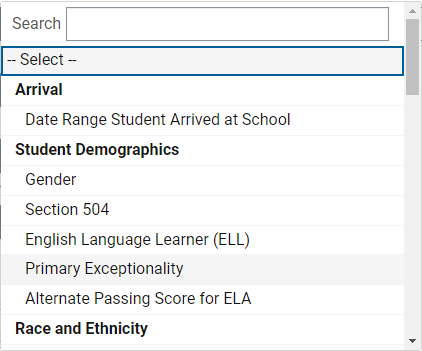 Search
-- Select --
Arrival
Date Range Student Arrived at School
Student Demographics
Gender
Section 504
English Language Learner (ELL)
Primary Exceptionality
Alternate Passing Score for ELA
Race and Ethnicity